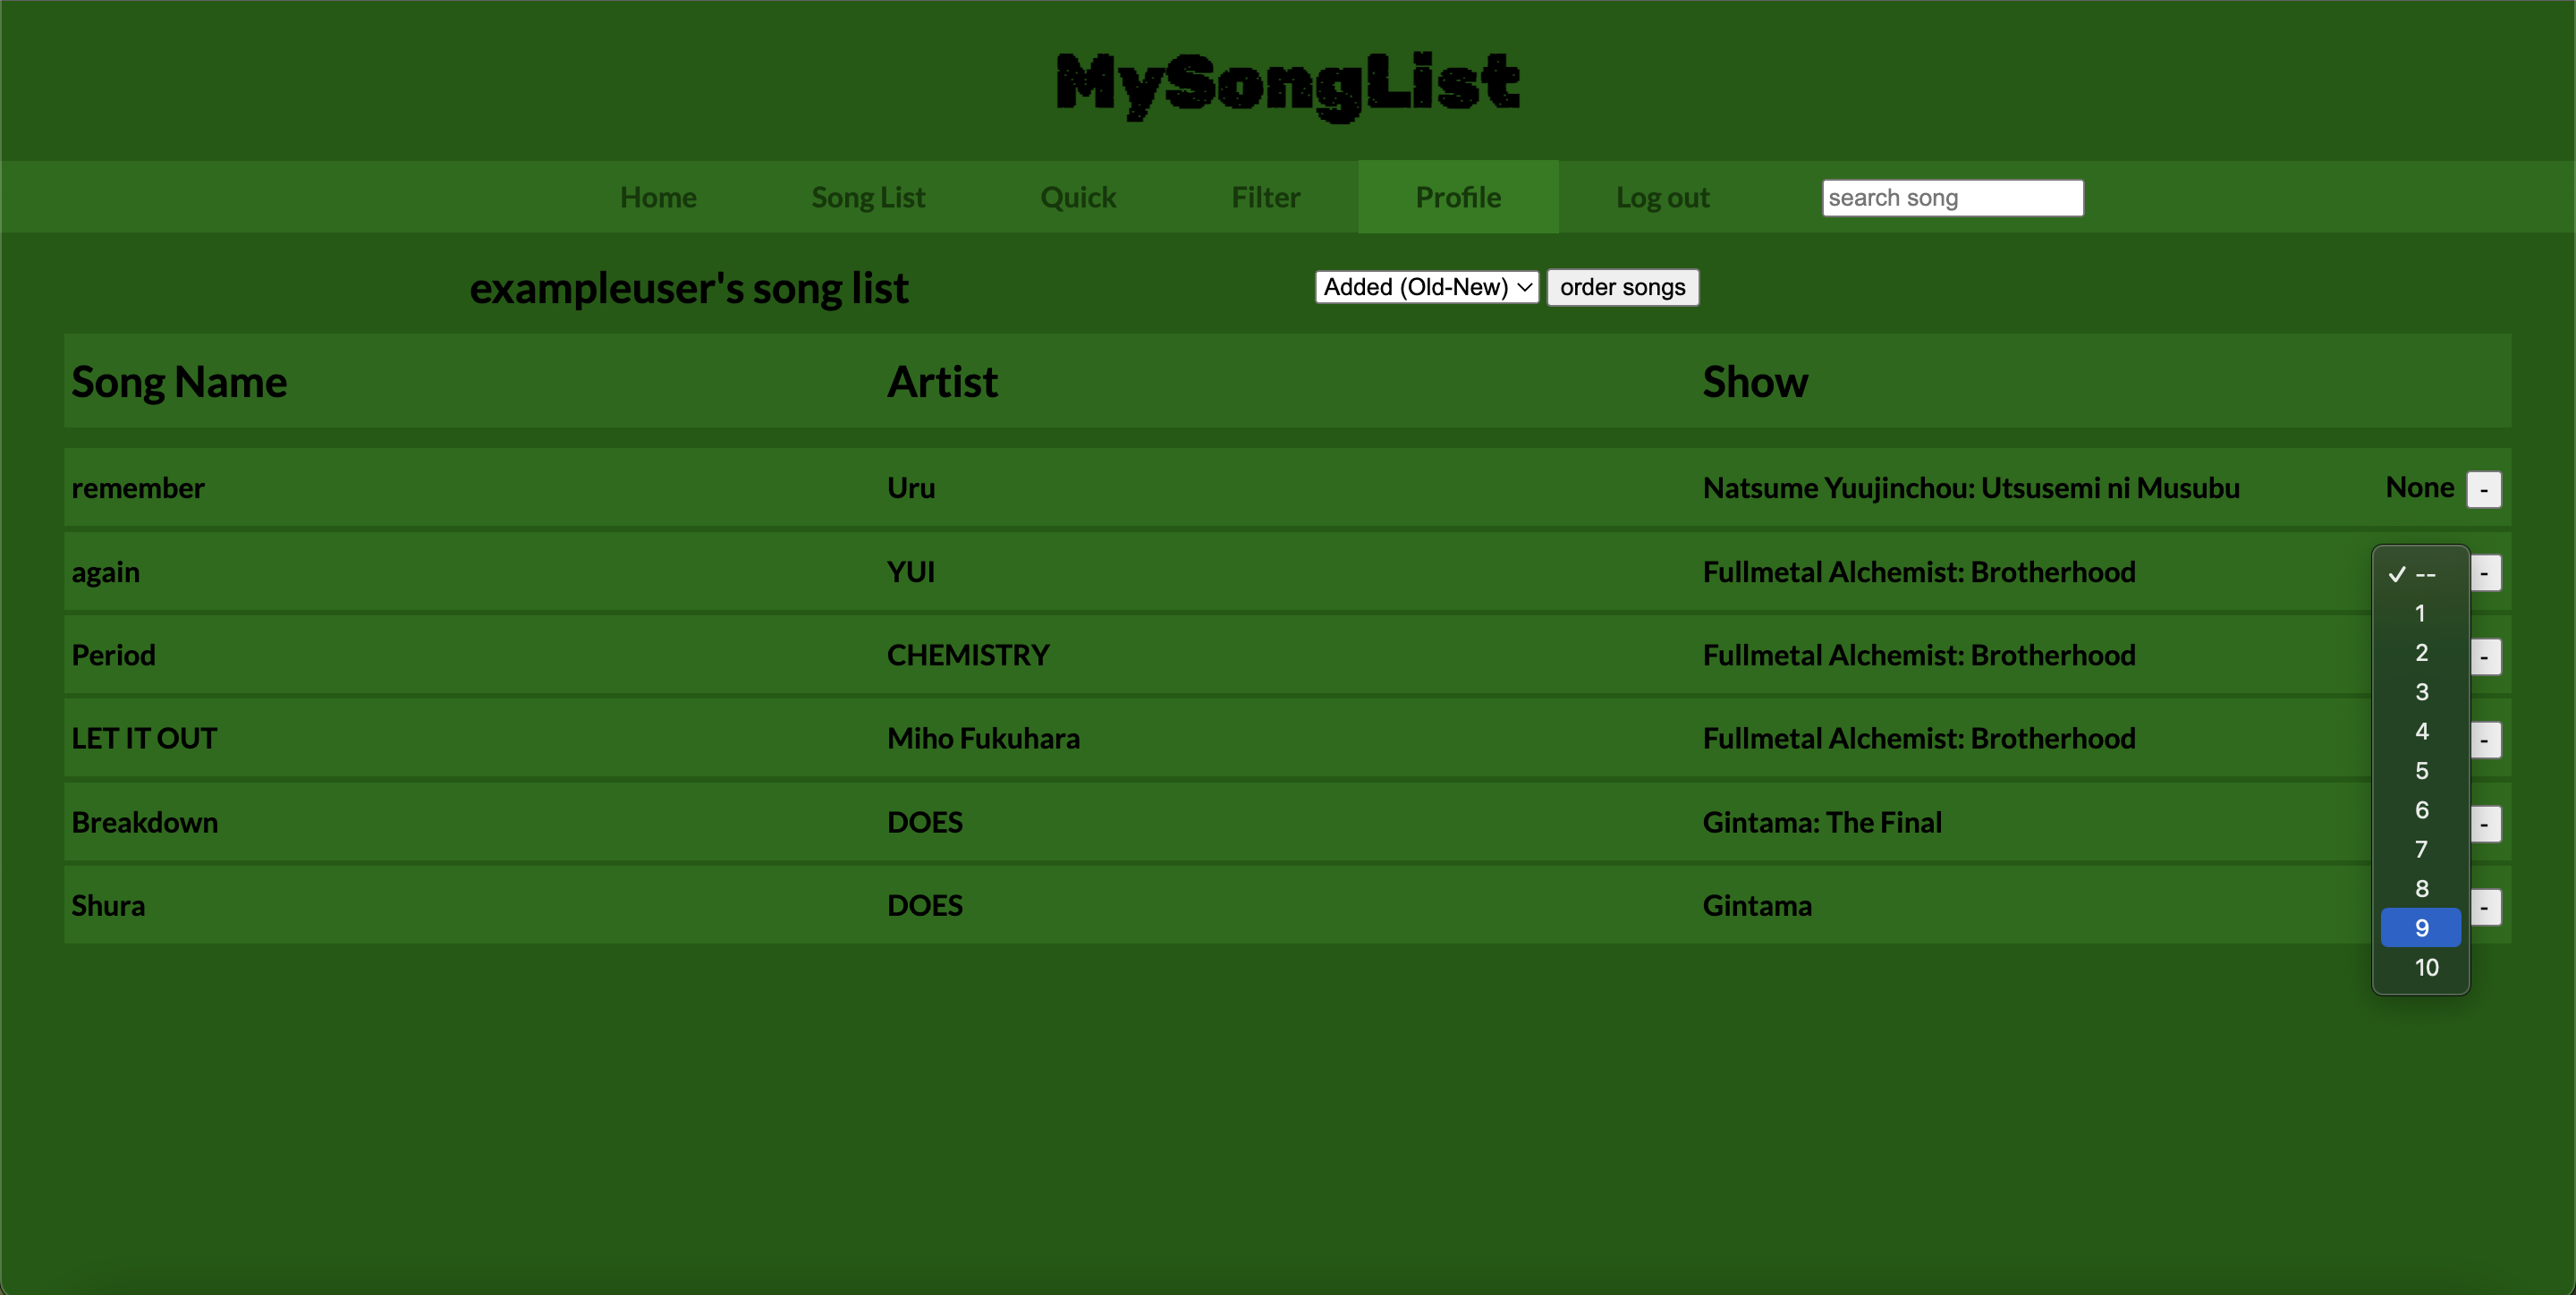 MySongList
Home Song List Quick Filter Profile Log out search song
exampleuser's song list Added (Old-New) order songs
Song Name Artist Show
remember Uru Natsume Yuujinchou: Utsusemi ni Musubu None -
again YUI Fullmetal Alchemist: Brotherhood -
Period CHEMISTRY Fullmetal Alchemist: Brotherhood -
LET IT OUT Miho Fukuhara Fullmetal Alchemist: Brotherhood -
Breakdown DOES Gintama: The Final -
Shura DOES Gintama -
✓ --
1
2
3
4
5
6
7
8
9
10